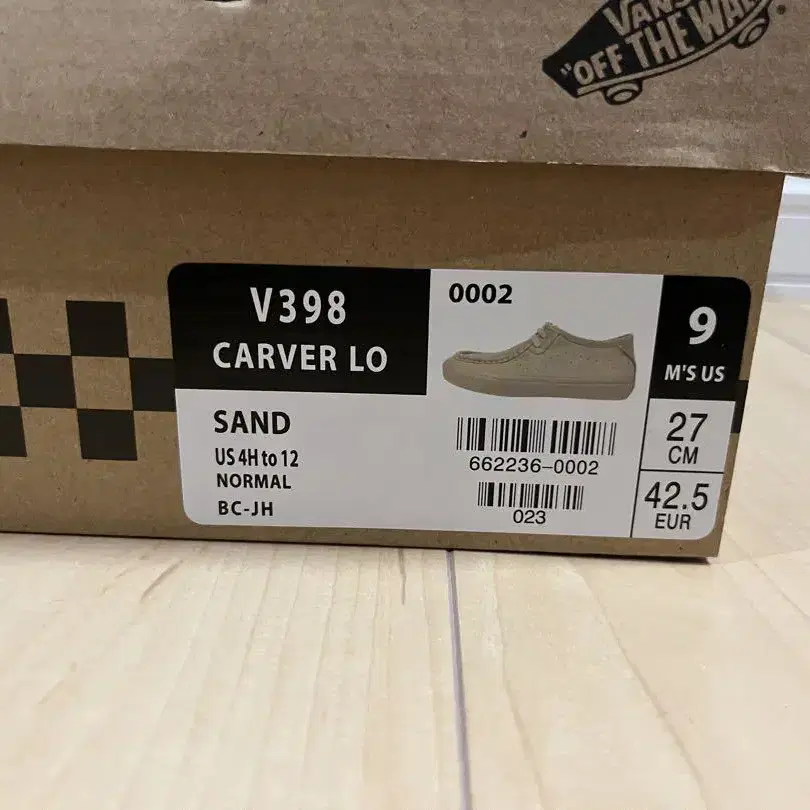 VANS
"OFF THE WALL"
V398
CARVER LO
0002
9
M'S US
SAND
US 4H to 12
NORMAL
BC-JH
662236-0002
023
27
CM
42.5
EUR